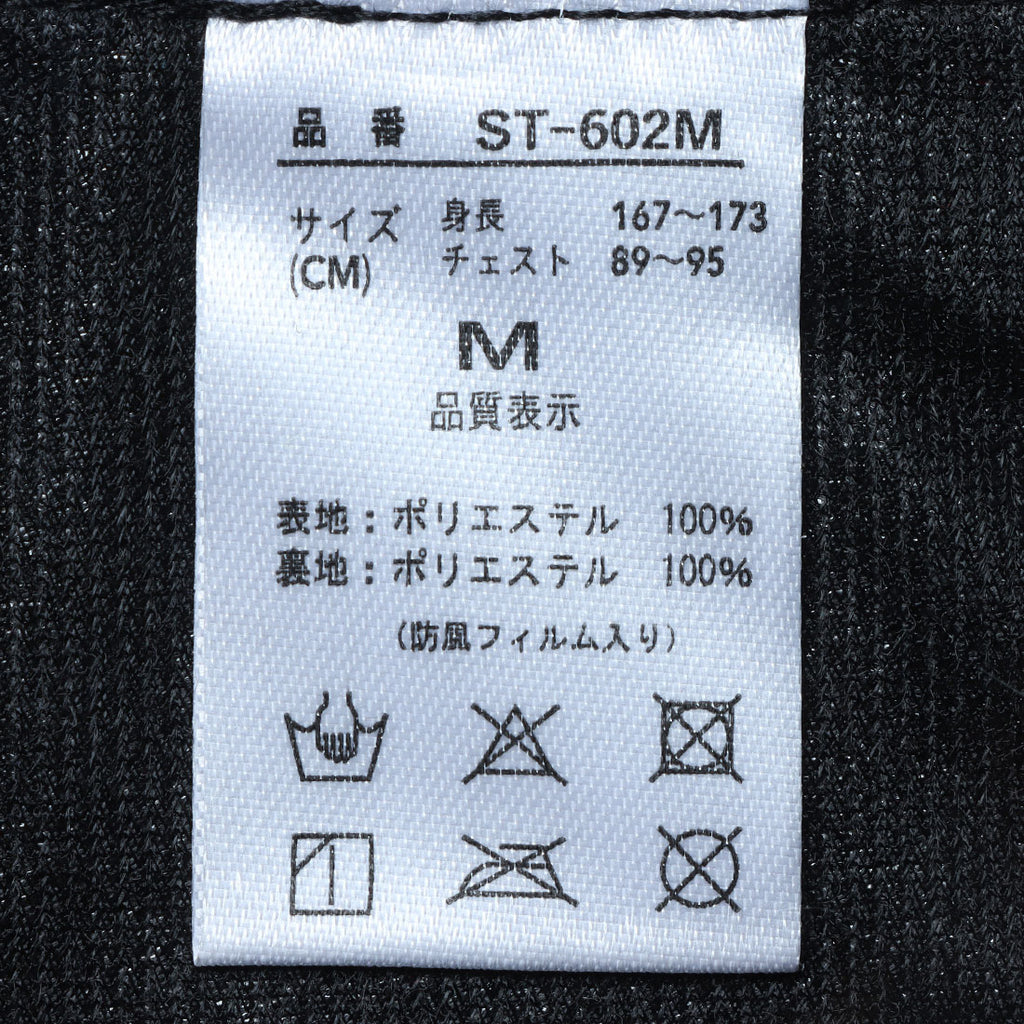 品番 ST-602M
サイズ 身長 167〜173
(CM) チェスト 89〜95
M
品質表示
表地：ポリエステル 100%
裏地：ポリエステル 100%
（防風フィルム入り）